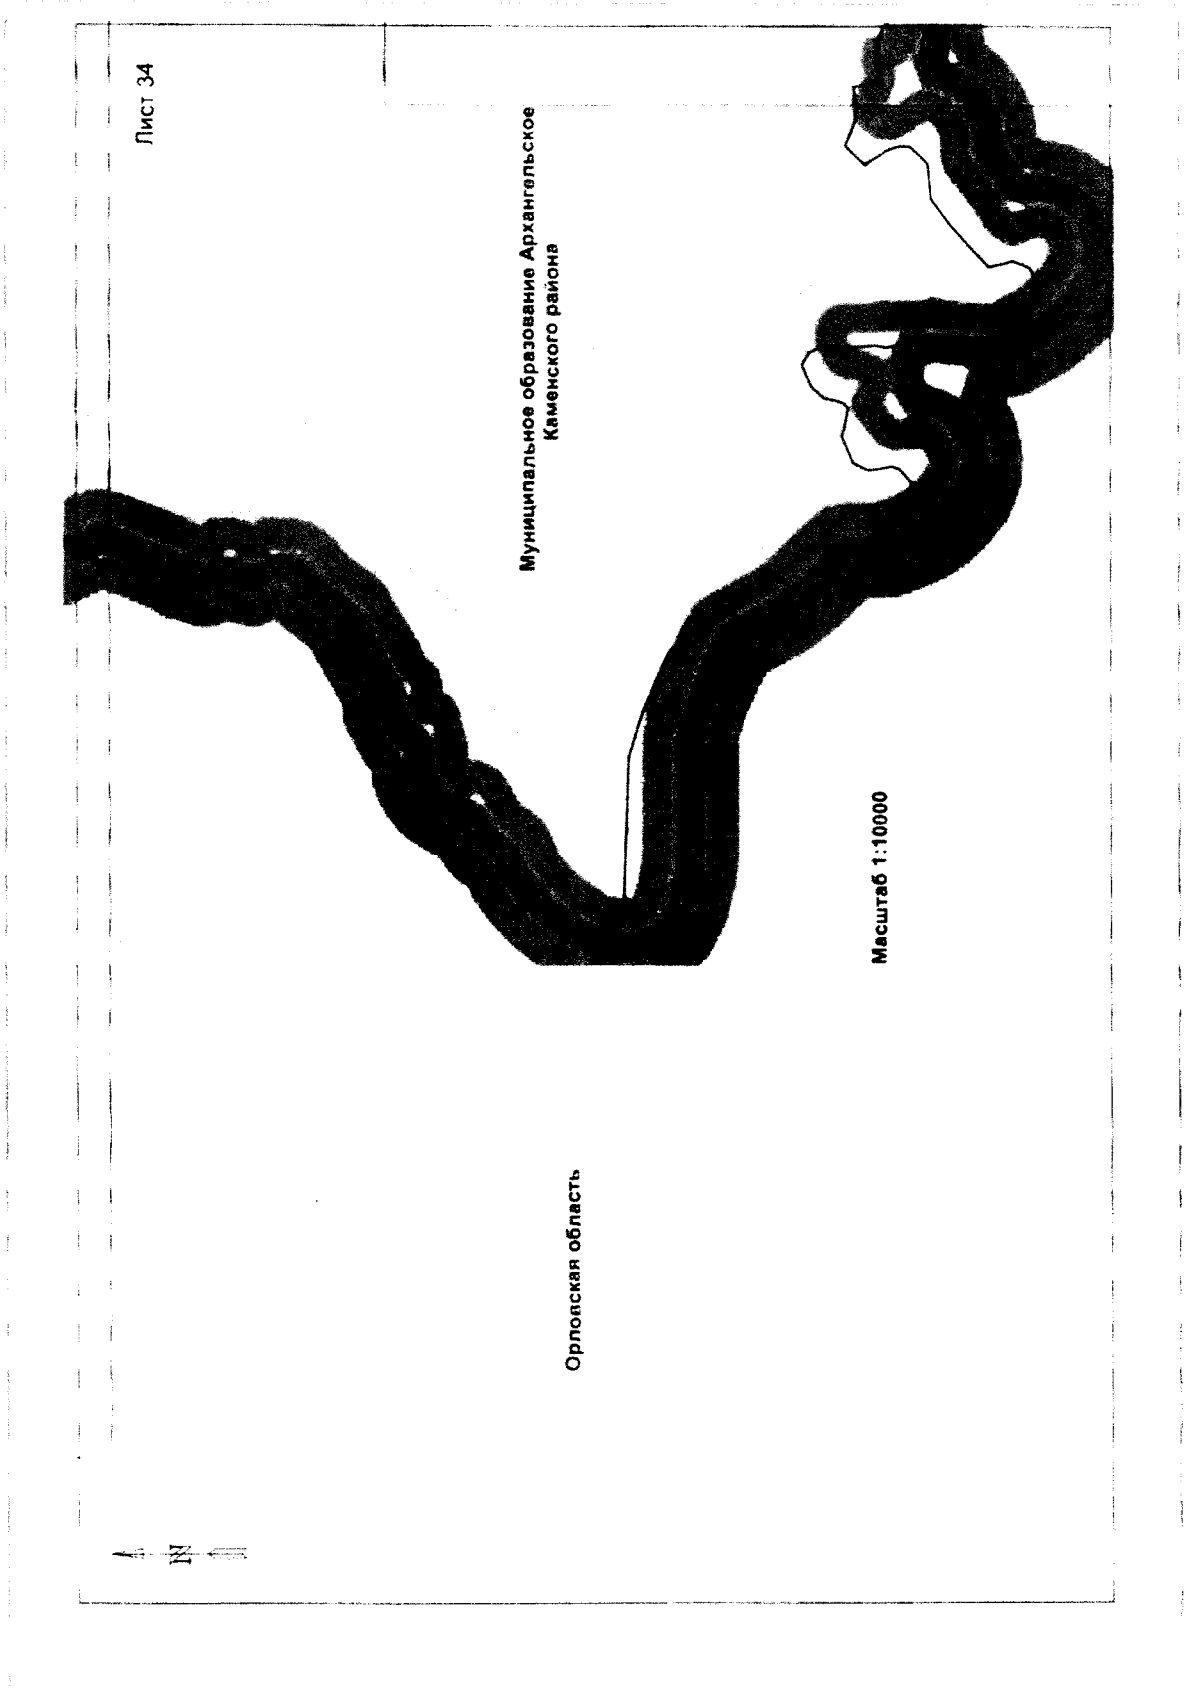 Лист 34
Муниципальное образование Архангельское
Каменского района
Масштаб 1:10000
Орловская область